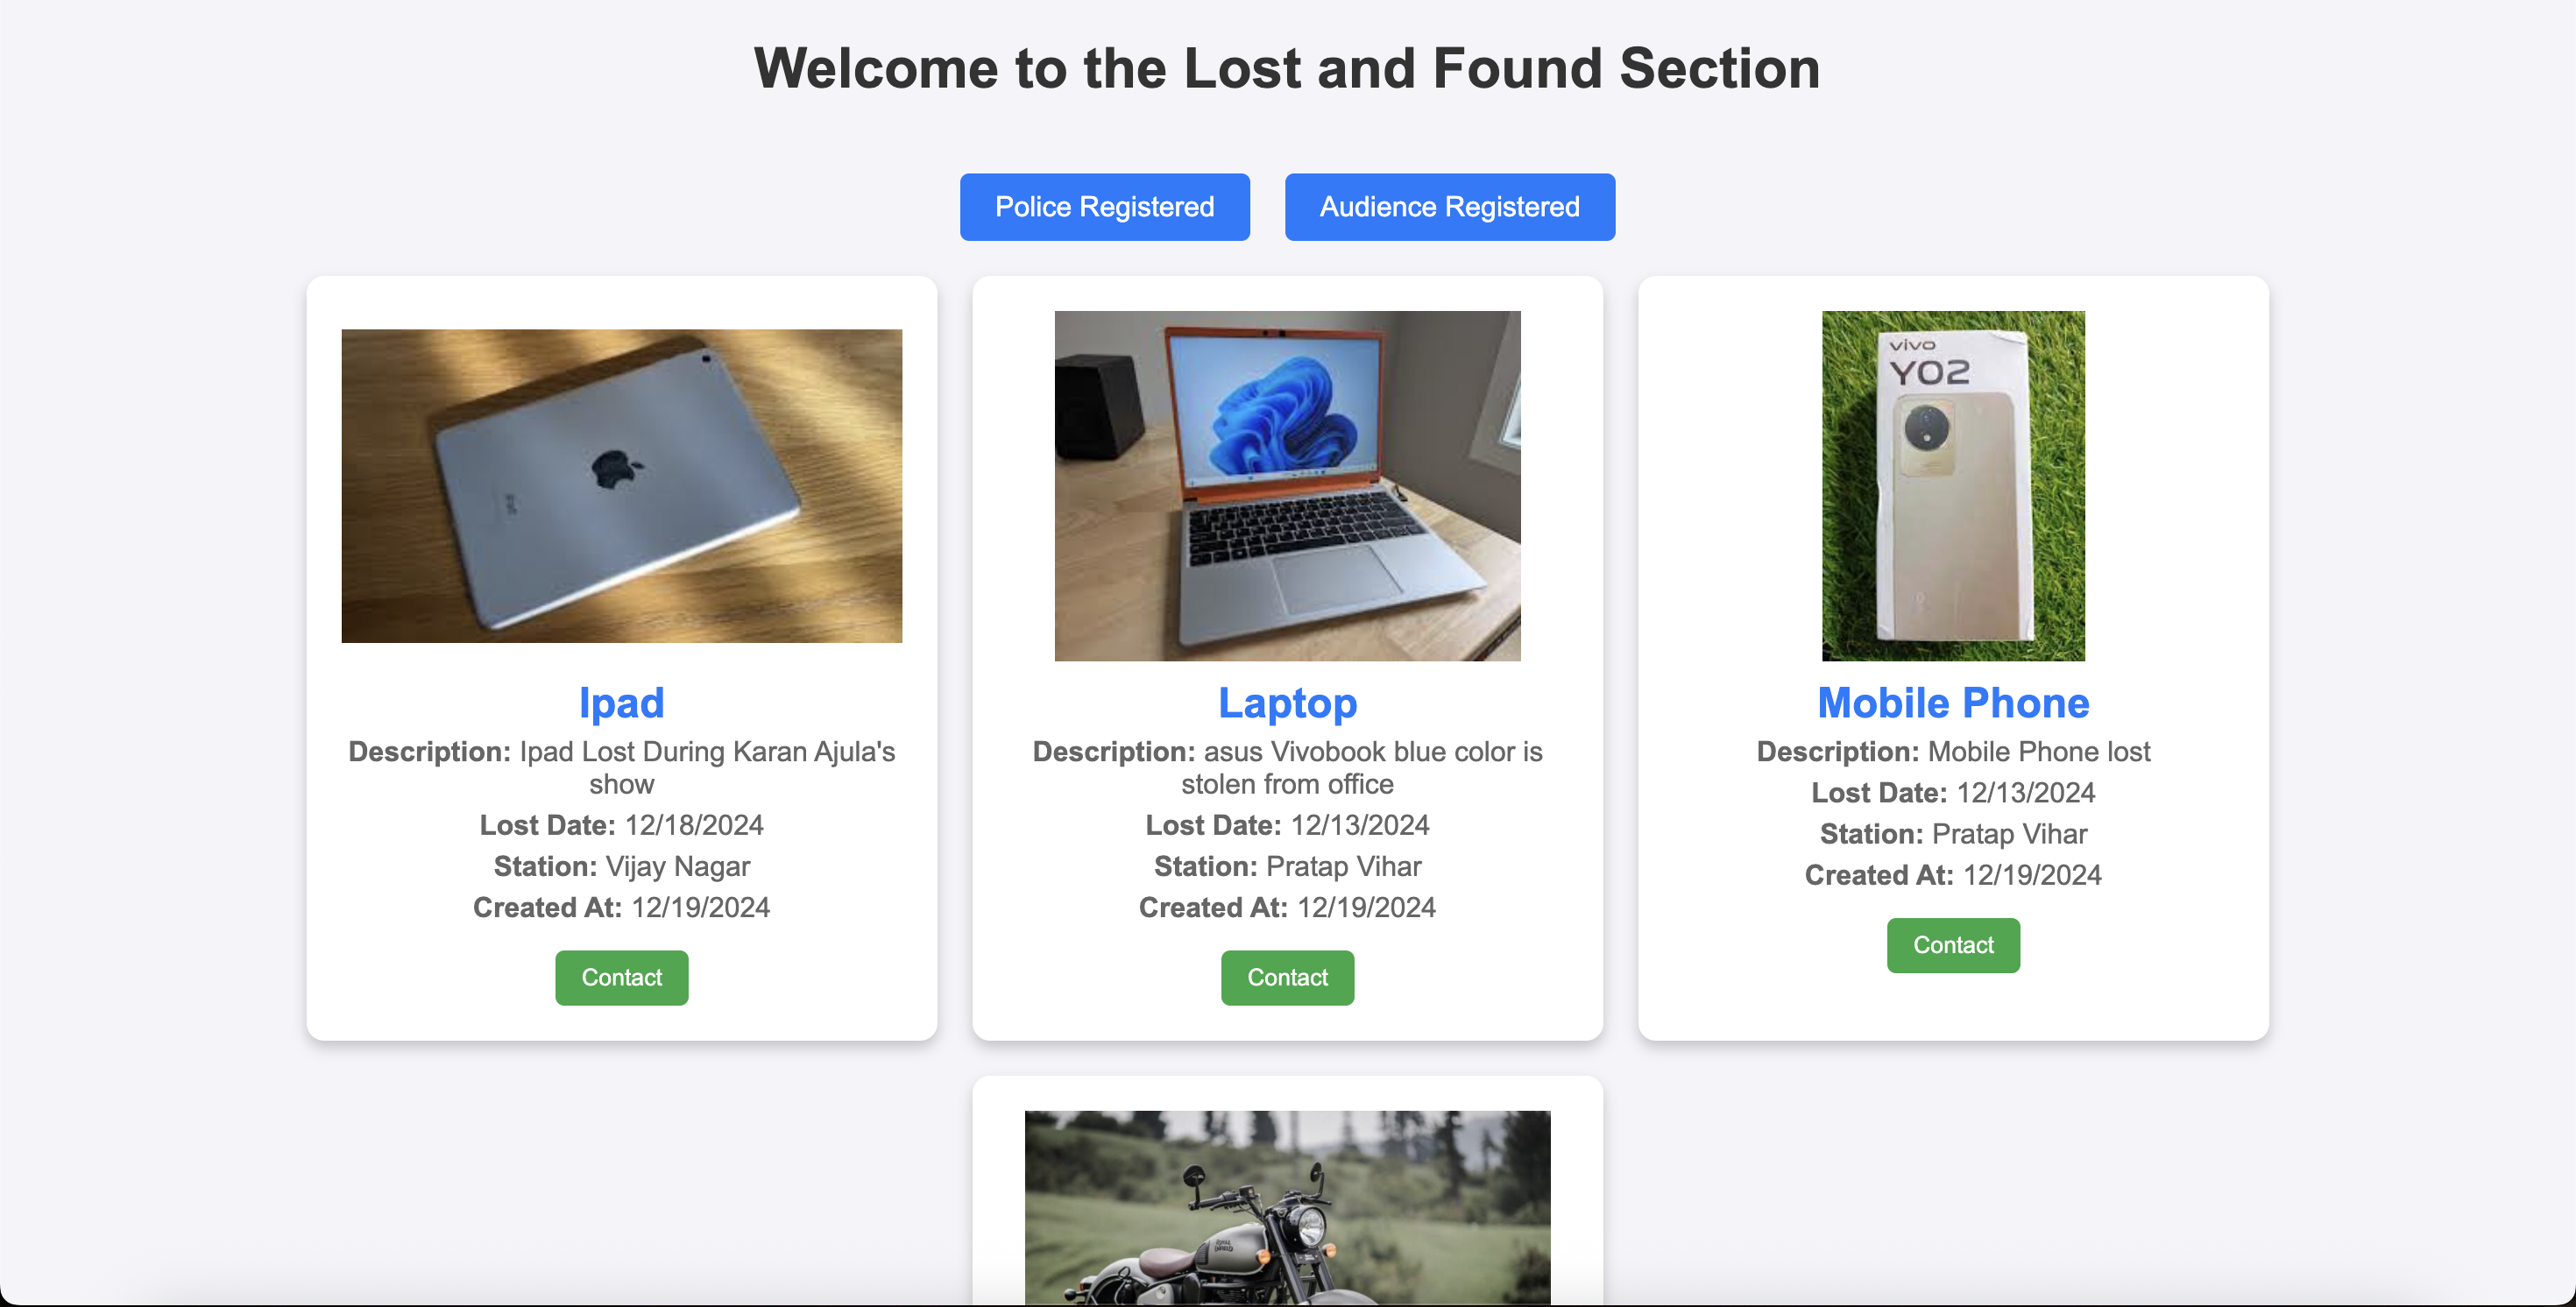 Welcome to the Lost and Found Section
Police Registered
Audience Registered
Ipad
Description: Ipad Lost During Karan Ajula's
show
Lost Date: 12/18/2024
Station: Vijay Nagar
Created At: 12/19/2024
Contact
Laptop
Description: asus Vivobook blue color is
stolen from office
Lost Date: 12/13/2024
Station: Pratap Vihar
Created At: 12/19/2024
Contact
vivo
Y02
Mobile Phone
Description: Mobile Phone lost
Lost Date: 12/13/2024
Station: Pratap Vihar
Created At: 12/19/2024
Contact